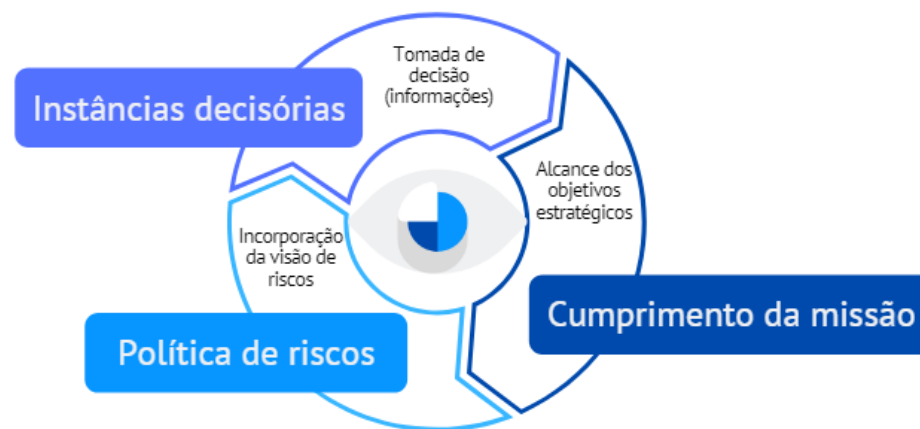 Tomada de
decisão
(informações)
Instâncias decisórias
Alcance dos
objetivos
estratégicos
Incorporação
da visão de
riscos
Cumprimento da missão
Política de riscos